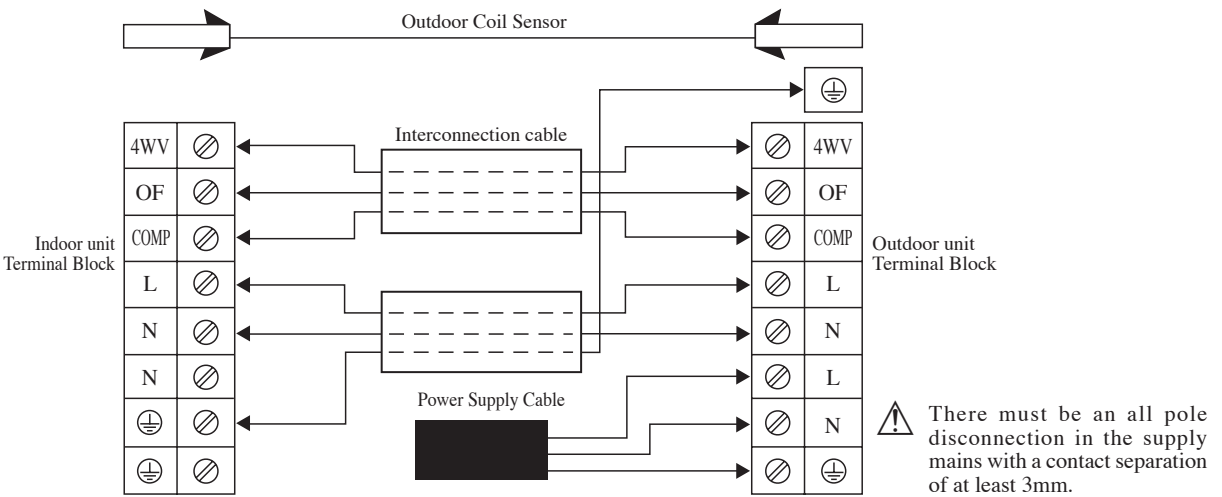 Outdoor Coil Sensor
Interconnection cable
4WV
OF
COMP
L
N
N
Indoor unit
Terminal Block
4WV
OF
COMP
L
N
L
N
Outdoor unit
Terminal Block
Power Supply Cable
There must be an all pole
disconnection in the supply
mains with a contact separation
of at least 3mm.